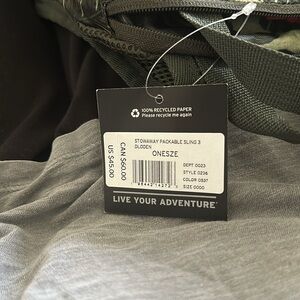 100% RECYCLED PAPER
Please recycle me again
CAN $60.00
US $45.00
STOWAWAY PACKABLE SLING 3
DLODEN
ONESZE
DEPT 0023
STYLE 0236
COLOR 0337
SIZE 0000
LIVE YOUR ADVENTURE